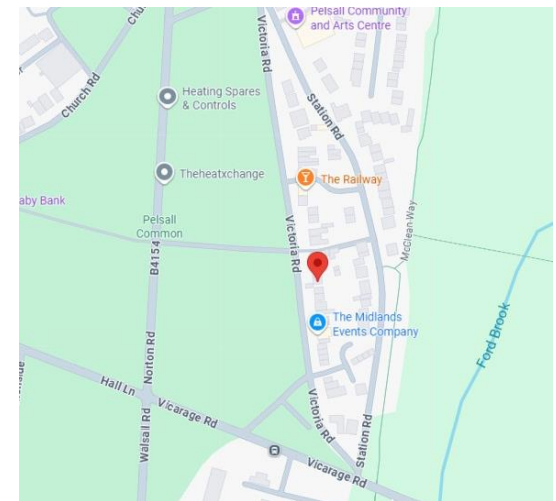 Pelsall Community
and Arts Centre
Victoria Rd
Church Rd
Heating Spares
& Controls
Station Rd
Theheatxchange
The Railway
aby Bank
Pelsall
Common
B4154
Victoria Rd
McClean Way
The Midlands
Events Company
Ford Brook
Norton Rd
Hall Ln
Vicarage Rd
Walsall Rd
Victoria Rd
Station Rd
Vicarage Rd